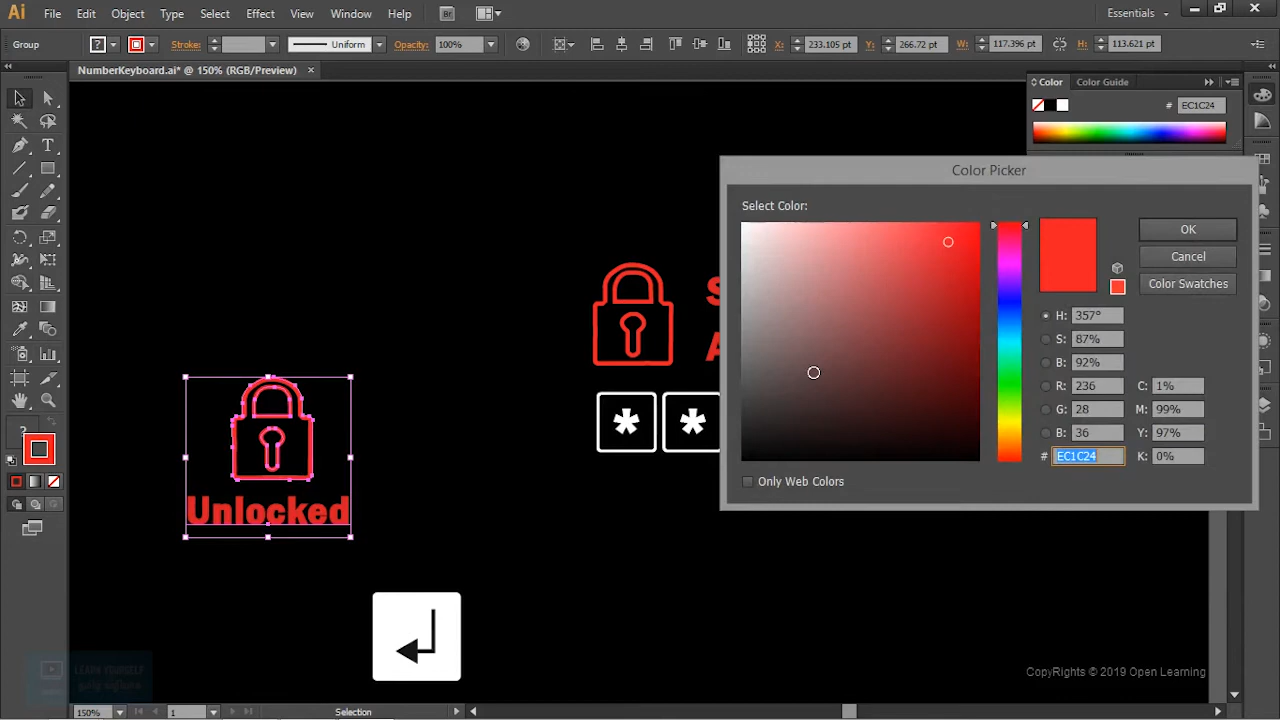 Ai File Edit Object Type Select Effect View Window Help Br Essentials
Group ? Stroke: Uniform Opacity: 100% X: 233.105 pt Y: 266.72 pt W: 117.396 pt H: 113.621 pt
NumberKeyboard.ai* @ 150% (RGB/Preview) ×
Color Color Guide
# EC1C24
Color Picker
Select Color:
OK
Cancel
Color Swatches
H: 357°
S: 87%
B: 92%
R: 236 C: 1%
G: 28 M: 99%
B: 36 Y: 97%
# EC1C24 K: 0%
Only Web Colors
S
A
* *
?
Unlocked
LEARN YOURSELF
CopyRights © 2019 Open Learning
150% 1 Selection